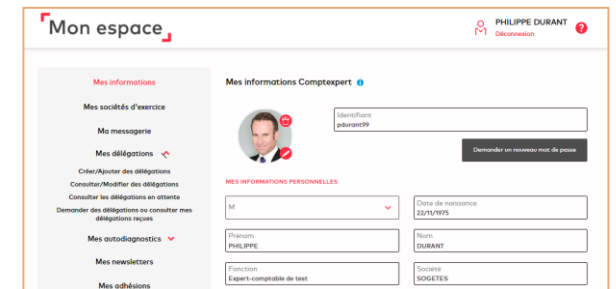 Mon espace
PHILIPPE DURANT
Déconnexion
?
Mes informations
Mes sociétés d'exercice
Ma messagerie
Mes délégations
Créer/Ajouter des délégations
Consulter/Modifier des délégations
Consulter les délégations en attente
Demander des délégations ou consulter mes
délégations reçues
Mes autodiagnostics
Mes newsletters
Mes adhésions
Mes informations Comptexpert
Identifiant
pdurant99
Demander un nouveau mot de passe
MES INFORMATIONS PERSONNELLES
M
Date de naissance
22/11/1975
Prénom
PHILIPPE
Nom
DURANT
Fonction
Expert-comptable de test
Société
SOGETES